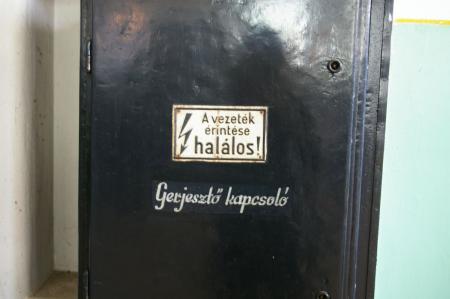 A vezeték
érintése
halálos!
Gerjesztő kapcsoló